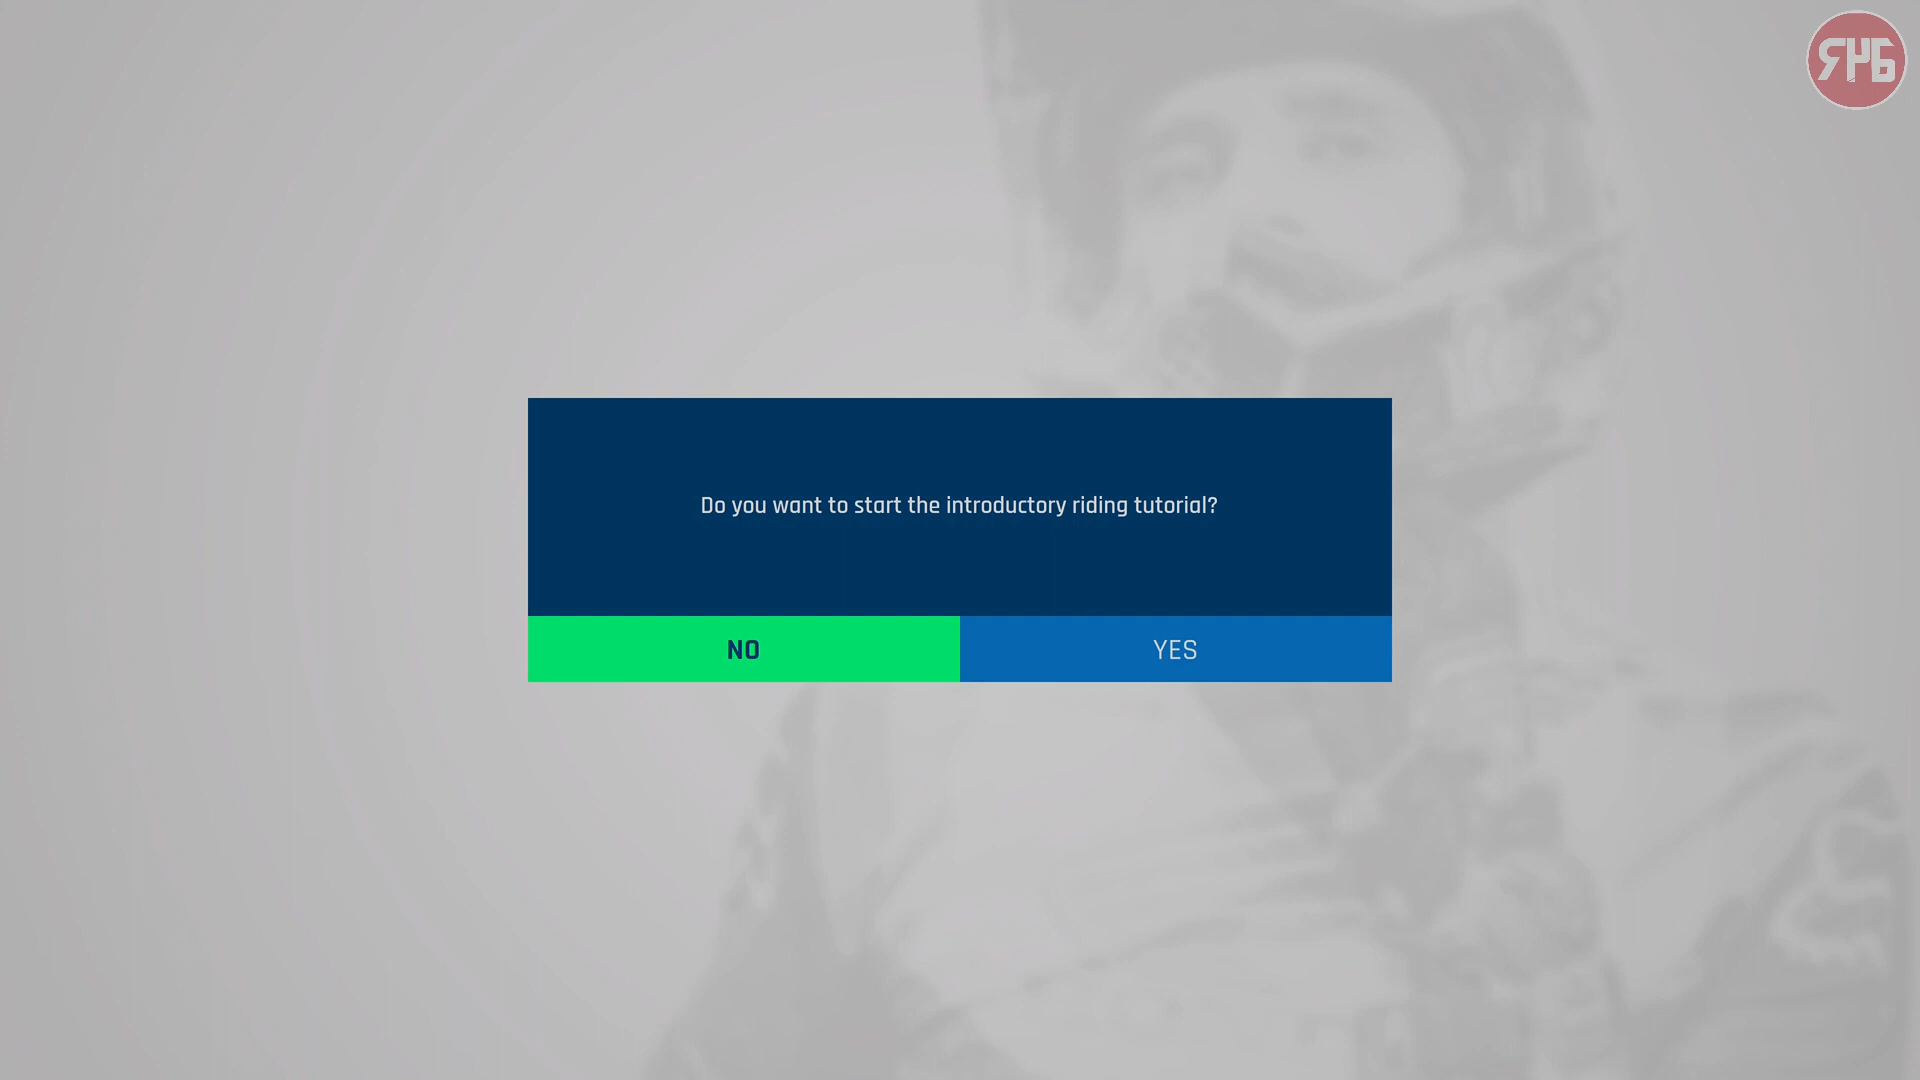 Do you want to start the introductory riding tutorial?
NO
YES